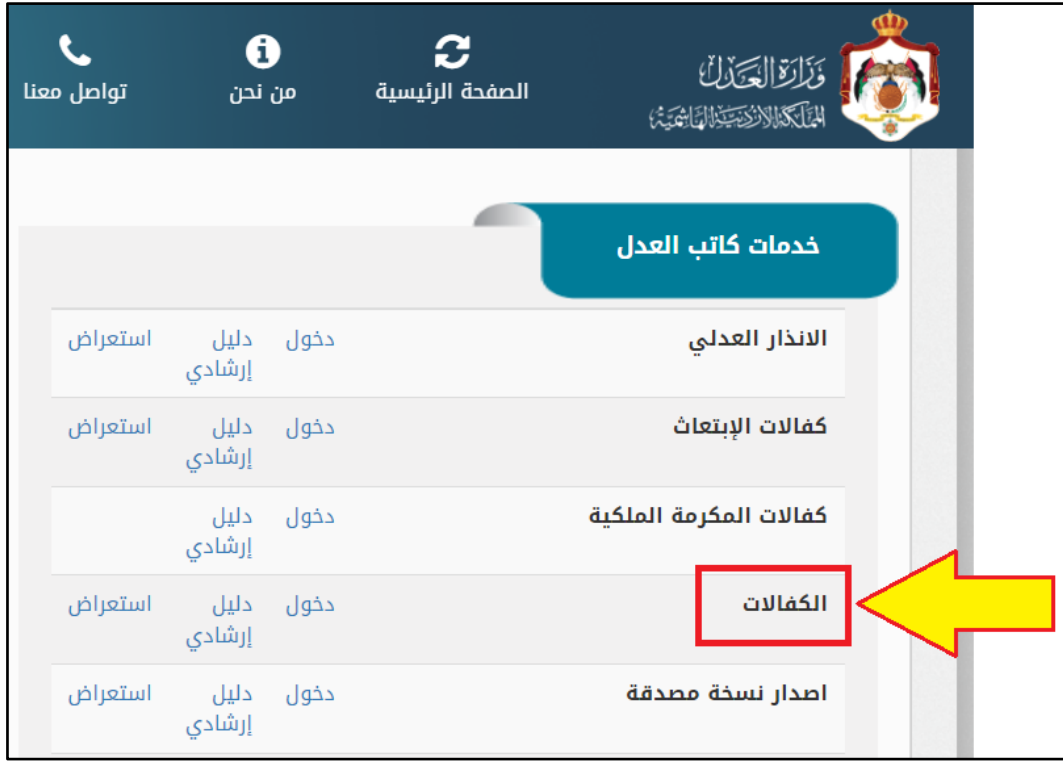 وزارة العدل
المملكة الأردنية الهاشمية
الصفحة الرئيسية
من نحن
تواصل معنا
خدمات كاتب العدل
الانذار العدلي دخول دليل إرشادي استعراض
كفالات الإبتعاث دخول دليل إرشادي استعراض
كفالات المكرمة الملكية دخول دليل إرشادي
الكفالات دخول دليل إرشادي استعراض
اصدار نسخة مصدقة دخول دليل إرشادي استعراض